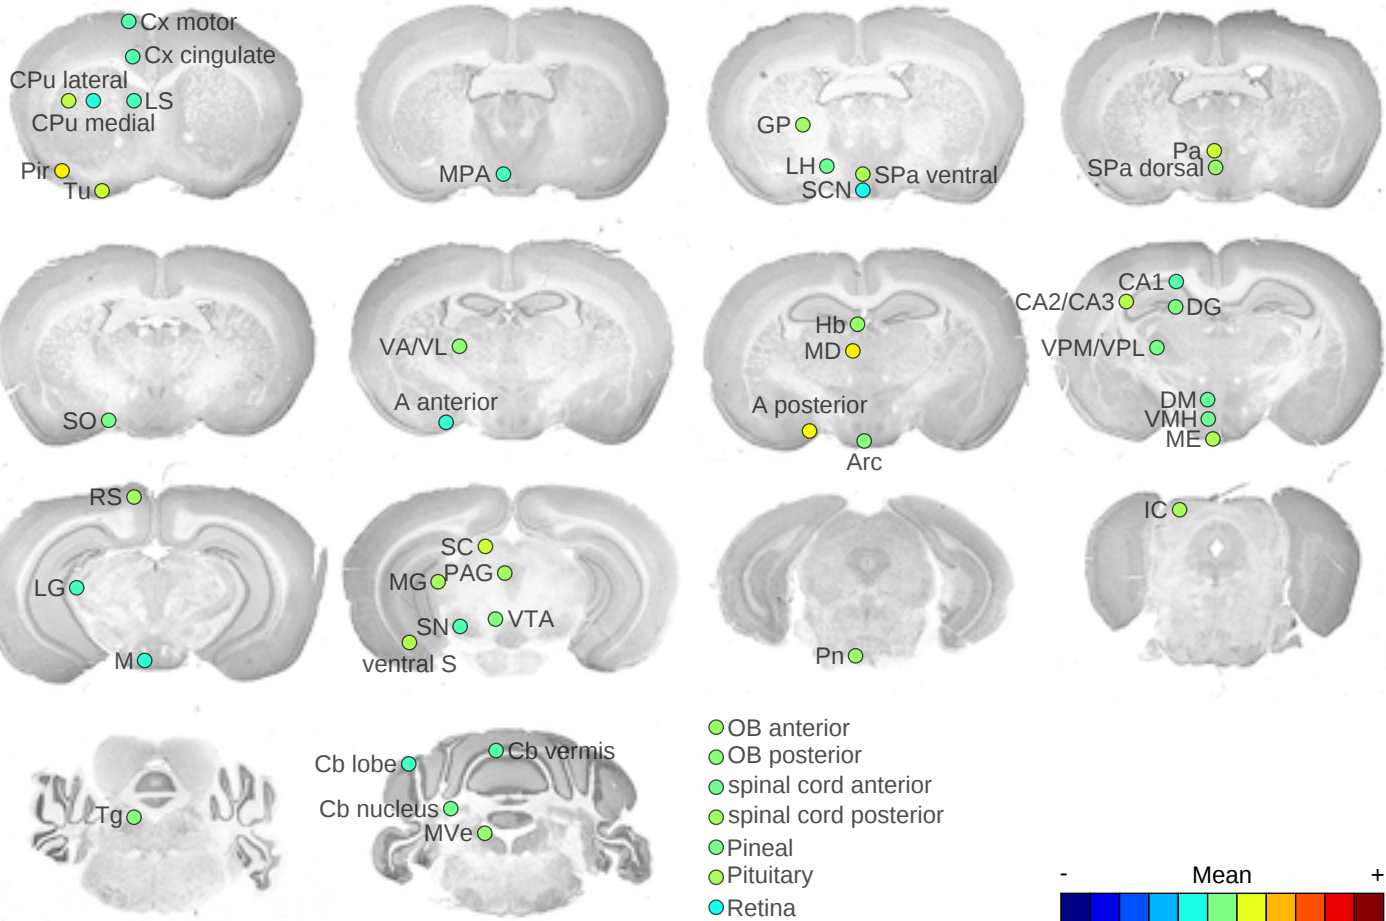 Cx motor
Cx cingulate
CPu lateral
LS
CPu medial
Pir
Tu
MPA
GP
LH
SPa ventral
SCN
Pa
SPa dorsal
SO
VA/VL
A anterior
Hb
MD
A posterior
Arc
CA1
CA2/CA3
DG
VPM/VPL
DM
VMH
ME
RS
LG
M
SC
MG
PAG
SN
VTA
ventral S
Pn
IC
Tg
Cb vermis
Cb lobe
Cb nucleus
MVe
OB anterior
OB posterior
spinal cord anterior
spinal cord posterior
Pineal
Pituitary
Retina
- Mean +